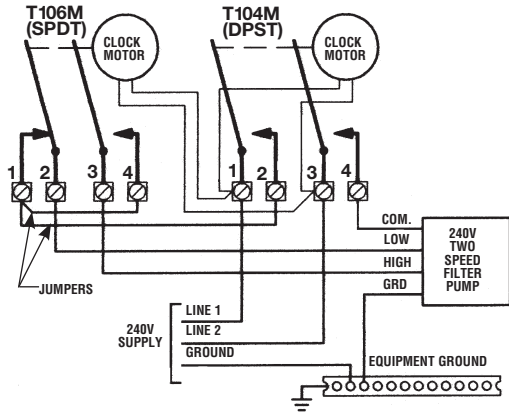 T106M
(SPDT)
CLOCK
MOTOR
T104M
(DPST)
CLOCK
MOTOR
1 2 3 4
1 2 3 4
COM.
LOW
HIGH
GRD
240V
TWO
SPEED
FILTER
PUMP
JUMPERS
240V
SUPPLY
LINE 1
LINE 2
GROUND
EQUIPMENT GROUND